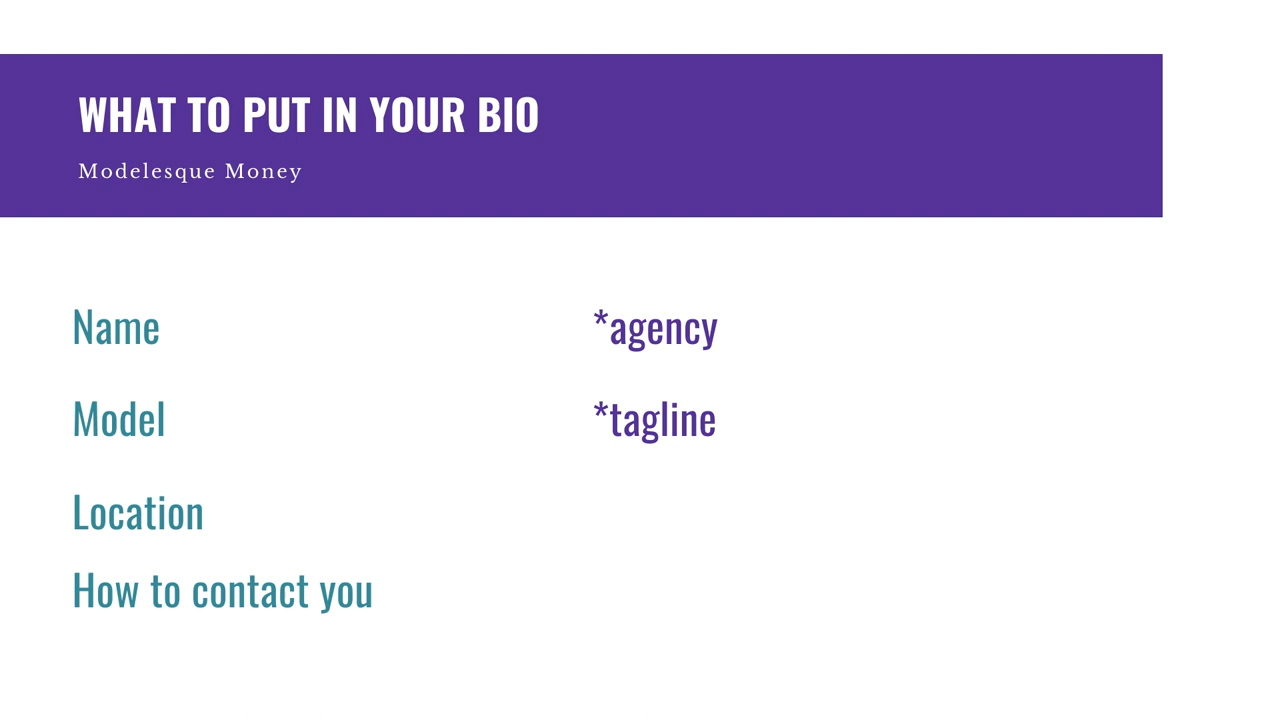 WHAT TO PUT IN YOUR BIO
Modelesque Money
Name
Model
Location
How to contact you
*agency
*tagline